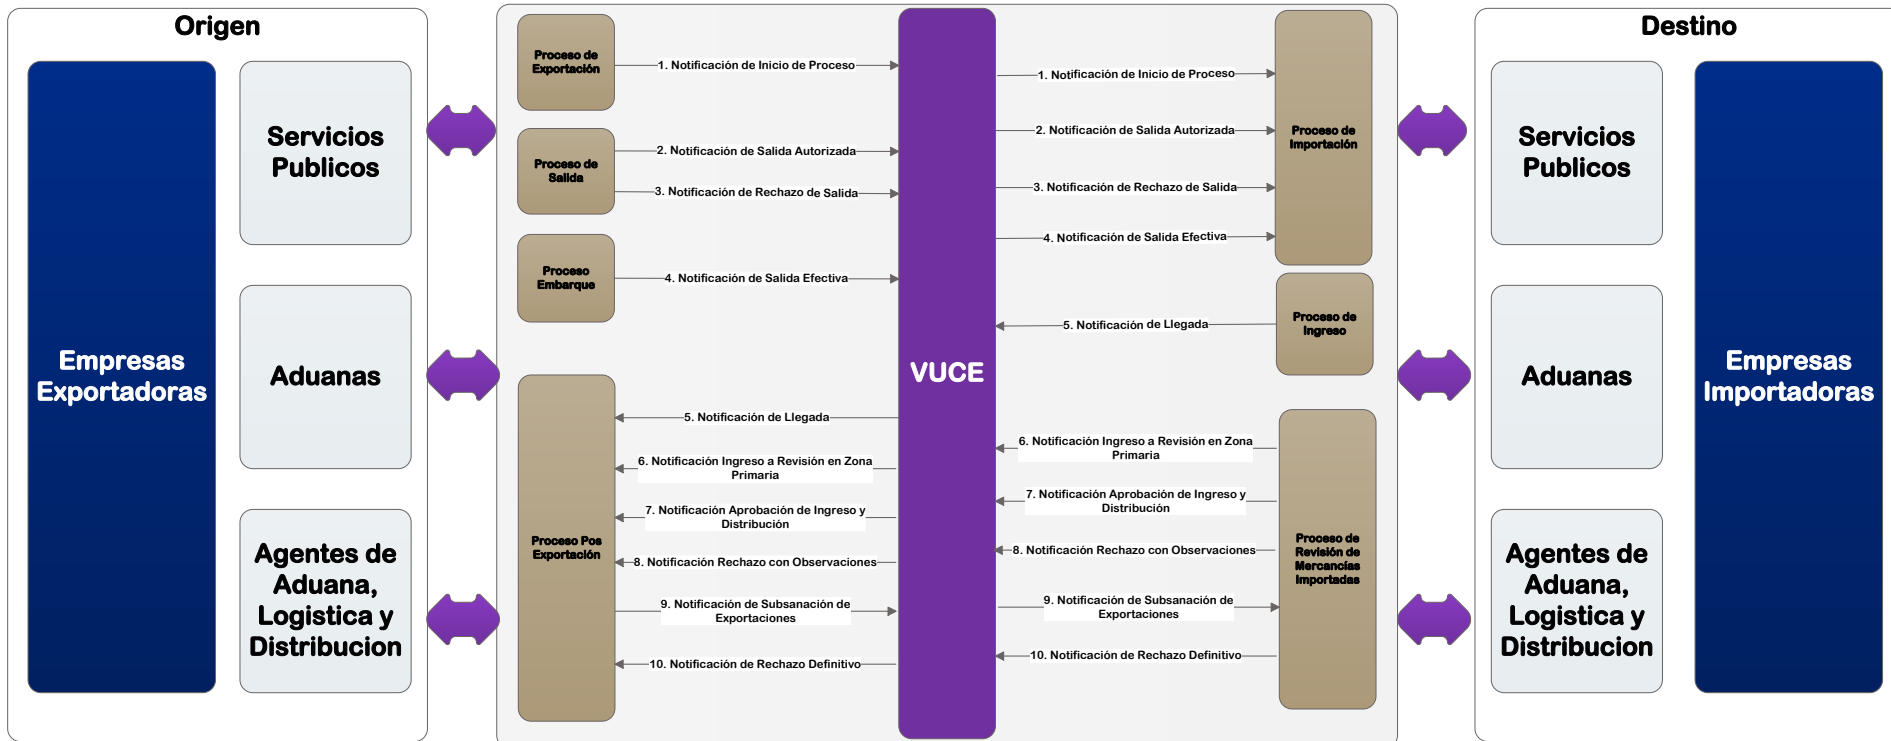 Origen
Empresas
Exportadoras
Servicios
Publicos
Aduanas
Agentes de
Aduana,
Logistica y
Distribucion
Proceso de
Exportación
1. Notificación de Inicio de Proceso
Proceso de
Salida
2. Notificación de Salida Autorizada
3. Notificación de Rechazo de Salida
Proceso
Embarque
4. Notificación de Salida Efectiva
Proceso Pos
Exportación
5. Notificación de Llegada
6. Notificación Ingreso a Revisión en Zona
Primaria
7. Notificación Aprobación de Ingreso y
Distribución
8. Notificación Rechazo con Observaciones
9. Notificación de Subsanación de
Exportaciones
10. Notificación de Rechazo Definitivo
VUCE
1. Notificación de Inicio de Proceso
2. Notificación de Salida Autorizada
3. Notificación de Rechazo de Salida
4. Notificación de Salida Efectiva
Proceso de
Importación
5. Notificación de Llegada
Proceso de
Ingreso
6. Notificación Ingreso a Revisión en Zona
Primaria
7. Notificación Aprobación de Ingreso y
Distribución
8. Notificación Rechazo con Observaciones
9. Notificación de Subsanación de
Exportaciones
10. Notificación de Rechazo Definitivo
Proceso de
Revisión de
Mercancías
Importadas
Destino
Servicios
Publicos
Aduanas
Agentes de
Aduana,
Logistica y
Distribucion
Empresas
Importadoras